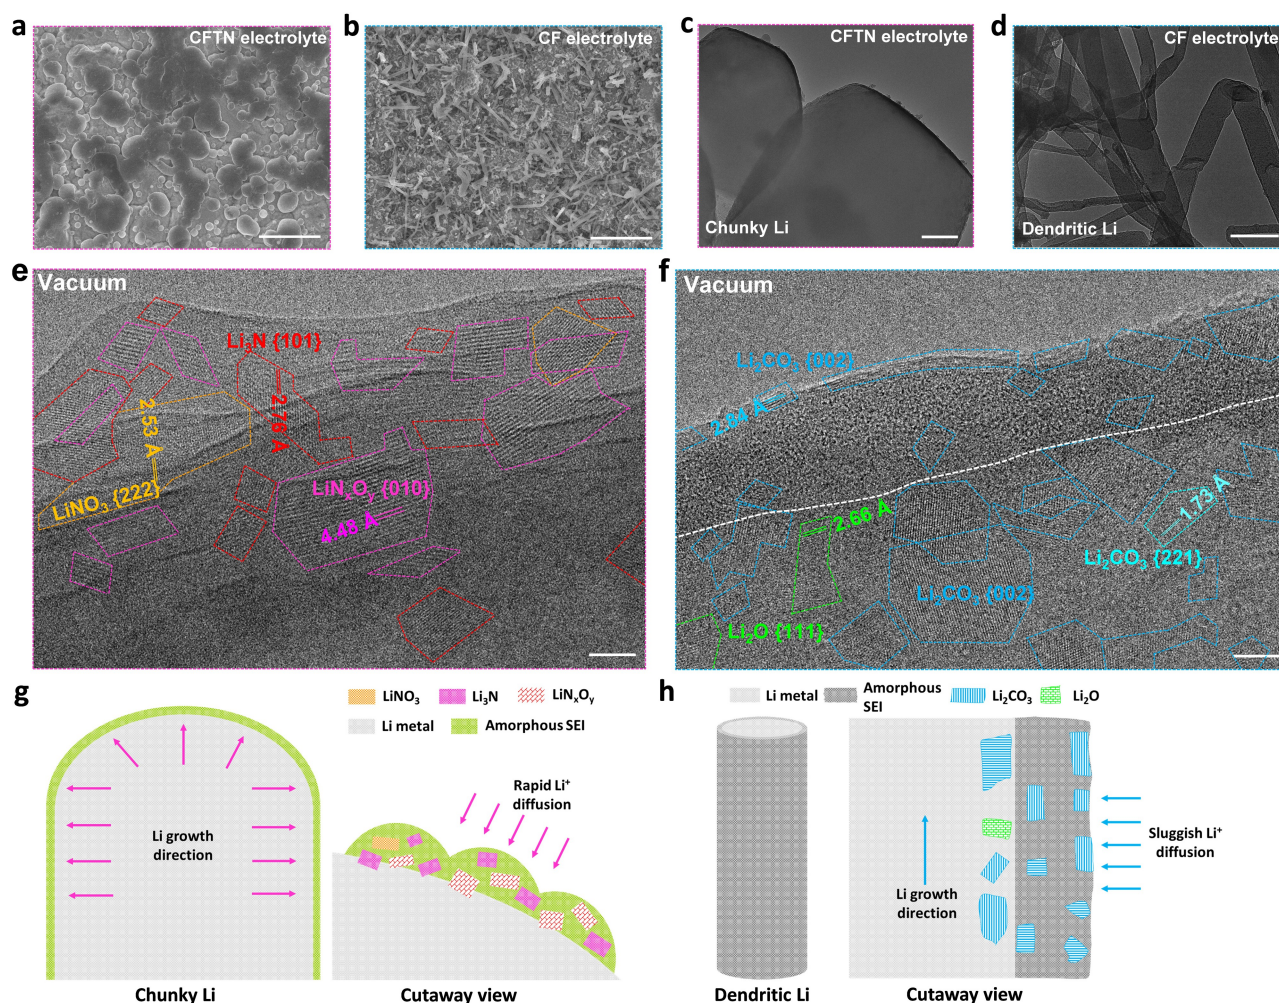 a
CFTN electrolyte
b
CF electrolyte
c
CFTN electrolyte
Chunky Li
d
CF electrolyte
Dendritic Li
e
Vacuum
Li₃N {101}
2.76 Å
2.53 Å
LiNO₃ {222}
LiNₓOᵧ {010}
4.48 Å
f
Vacuum
Li₂CO₃ {002}
2.84 Å
2.66 Å
1.73 Å
Li₂CO₃ {221}
Li₂CO₃ {002}
Li₂O {111}
g
LiNO₃
Li₃N
LiNₓOᵧ
Li metal
Amorphous SEI
Li growth
direction
Rapid Li⁺
diffusion
Chunky Li
Cutaway view
h
Li metal
Amorphous
SEI
Li₂CO₃
Li₂O
Li growth
direction
Sluggish Li⁺
diffusion
Dendritic Li
Cutaway view